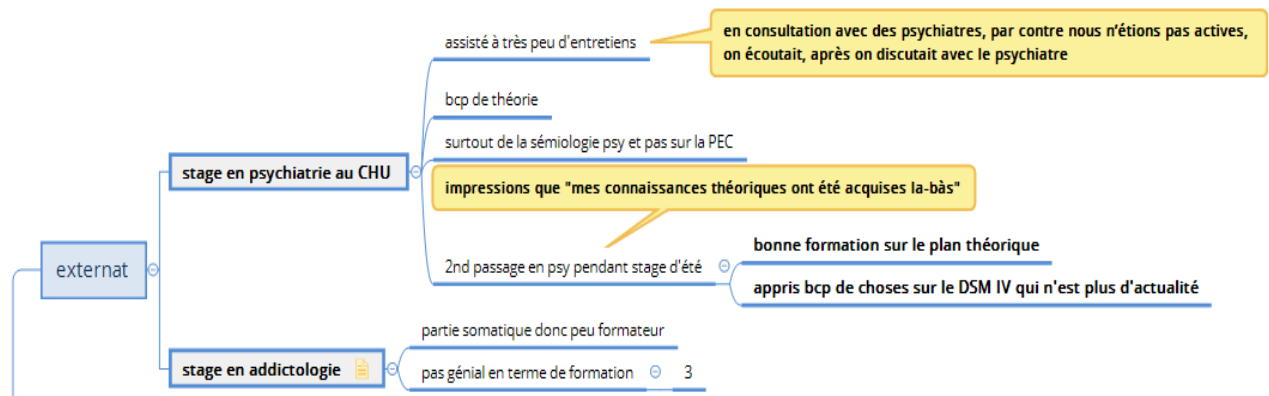 externat
stage en psychiatrie au CHU
assisté à très peu d'entretiens
en consultation avec des psychiatres, par contre nous n'étions pas actives,
on écoutait, après on discutait avec le psychiatre
bcp de théorie
surtout de la sémiologie psy et pas sur la PEC
impressions que "mes connaissances théoriques ont été acquises la-bàs"
2nd passage en psy pendant stage d'été
bonne formation sur le plan théorique
appris bcp de choses sur le DSM IV qui n'est plus d'actualité
stage en addictologie
partie somatique donc peu formateur
pas génial en terme de formation
3